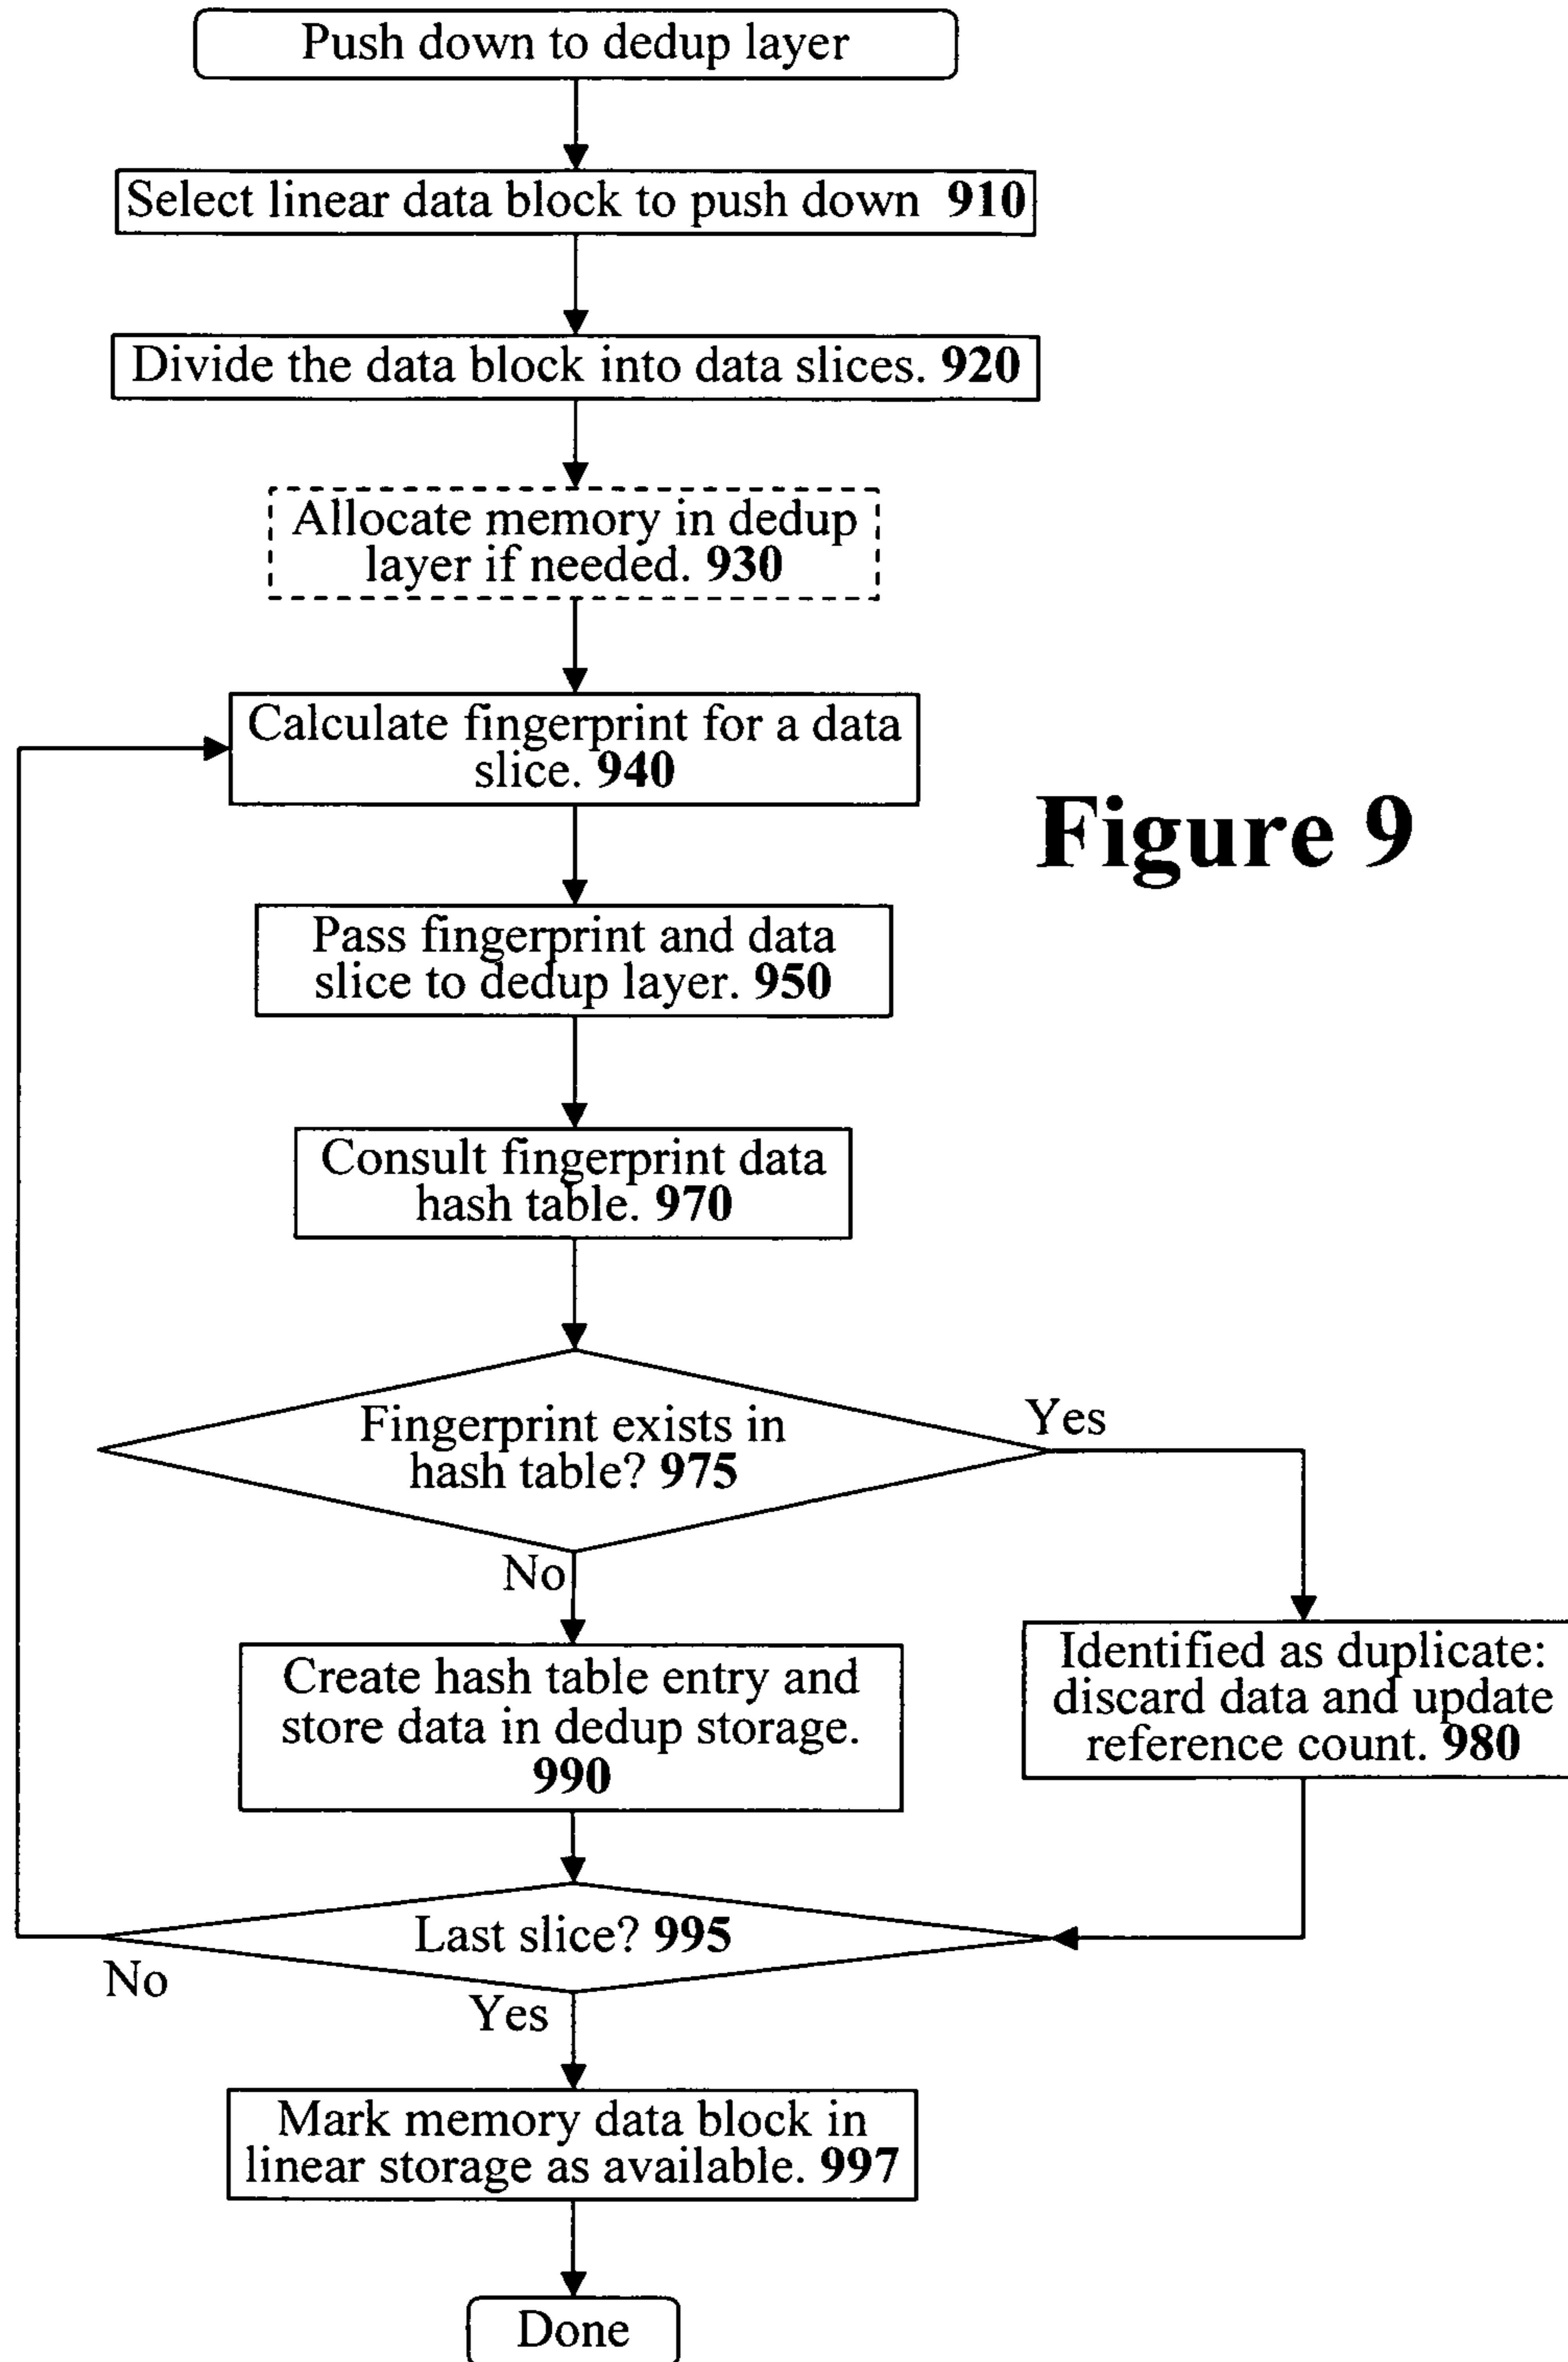 Push down to dedup layer
Select linear data block to push down 910
Divide the data block into data slices. 920
Allocate memory in dedup
layer if needed. 930
Calculate fingerprint for a data
slice. 940
Figure 9
Pass fingerprint and data
slice to dedup layer. 950
Consult fingerprint data
hash table. 970
Fingerprint exists in
hash table? 975
Yes
No
Create hash table entry and
store data in dedup storage.
990
Identified as duplicate:
discard data and update
reference count. 980
Last slice? 995
No
Yes
Mark memory data block in
linear storage as available. 997
Done